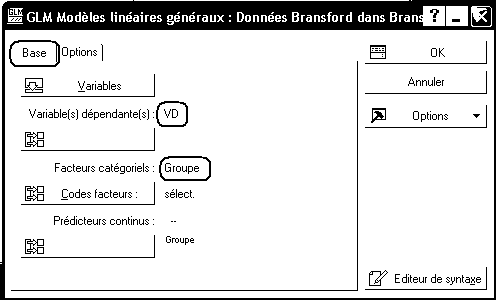 GLM Modèles linéaires généraux : Données Bransford dans Brans
Base Options
OK
Variables
Annuler
Variable(s) dépendante(s) : VD
Options
Facteurs catégoriels : Groupe
Codes facteurs : sélect.
Prédicteurs continus : --
Groupe
Editeur de syntaxe